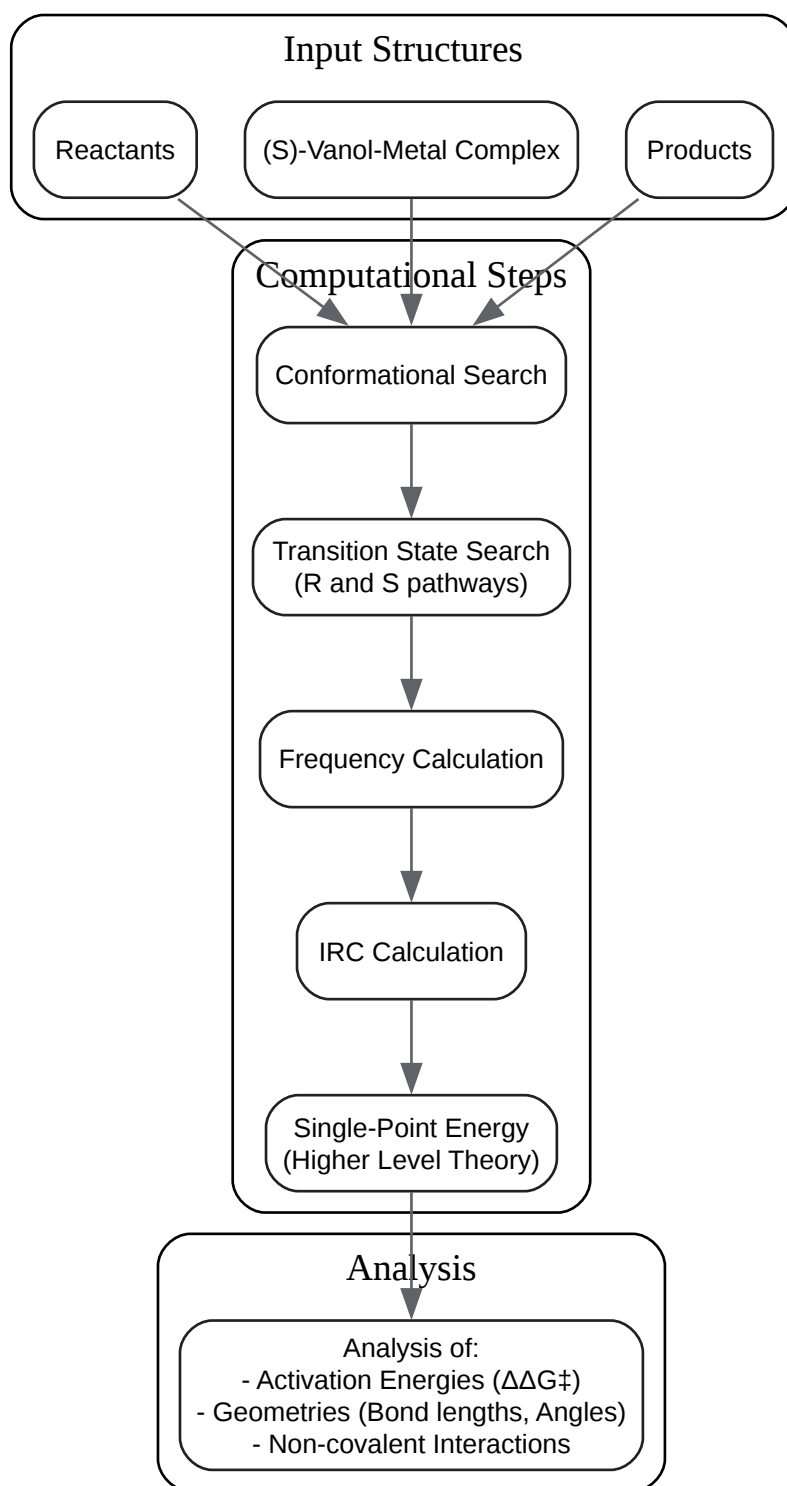 Input Structures
Reactants
(S)-Vanol-Metal Complex
Products
Computational Steps
Conformational Search
Transition State Search
(R and S pathways)
Frequency Calculation
IRC Calculation
Single-Point Energy
(Higher Level Theory)
Analysis
Analysis of:
- Activation Energies (ΔΔG‡)
- Geometries (Bond lengths, Angles)
- Non-covalent Interactions